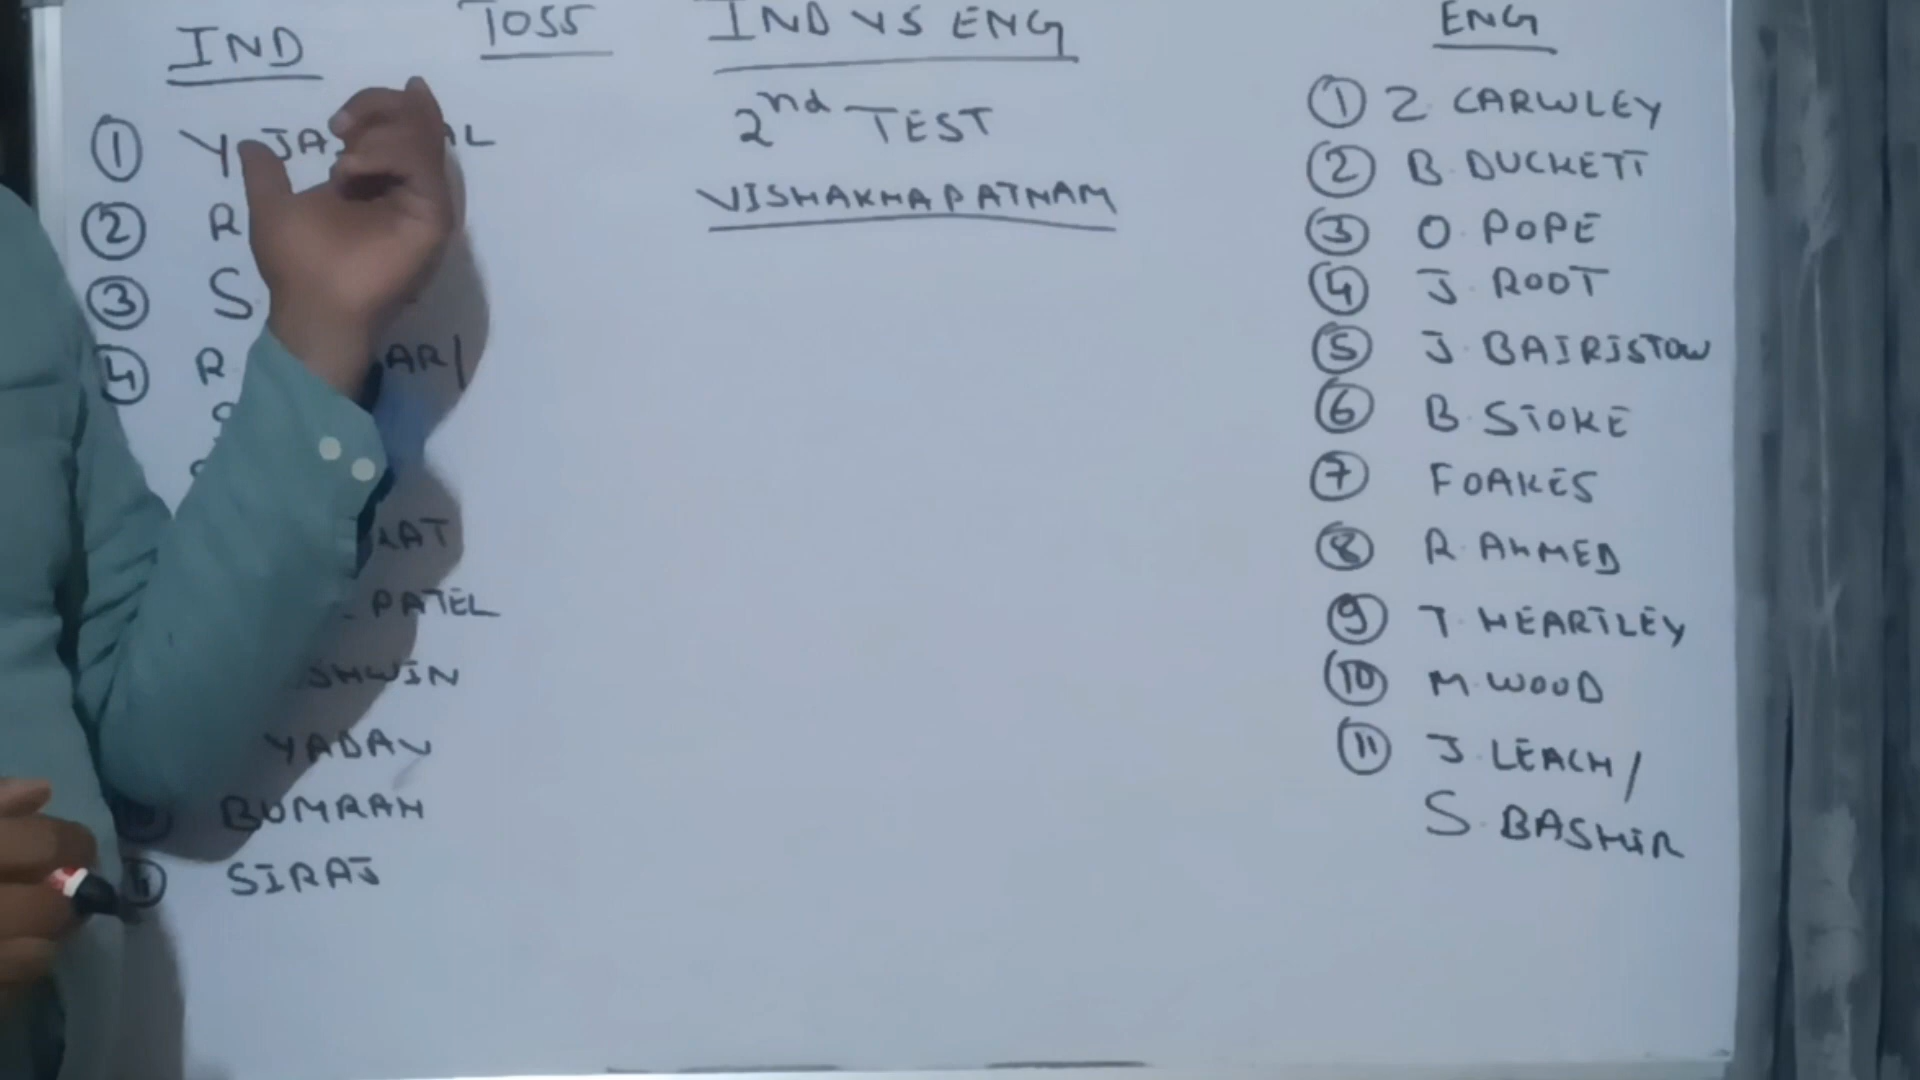 IND
TOSS
IND VS ENG
2nd TEST
VISHAKHAPATNAM
① Y
② R
③ S
④ R
PATEL
YADAV
BUMRAH
SIRAJ
ENG
① Z CARWLEY
② B. DUCKETT
③ O. POPE
④ J. ROOT
⑤ J. BAIRISTOW
⑥ B. STOKE
⑦ FOAKES
⑧ R. AHMED
⑨ T. HEARTLEY
⑩ M. WOOD
⑪ J. LEACH /
S. BASHIR